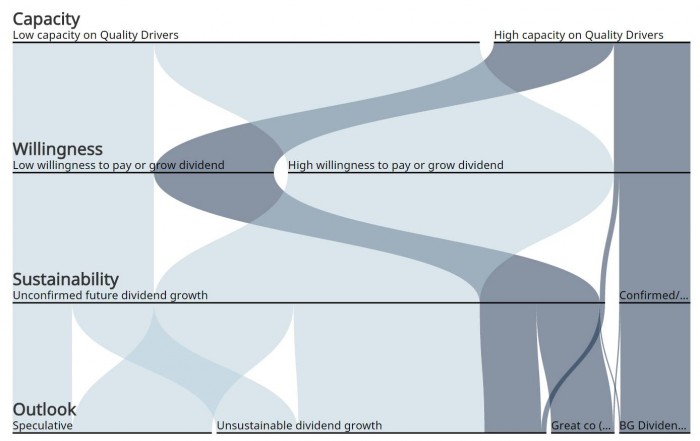 Capacity
Low capacity on Quality Drivers
High capacity on Quality Drivers
Willingness
Low willingness to pay or grow dividend
High willingness to pay or grow dividend
Sustainability
Unconfirmed future dividend growth
Confirmed/...
Outlook
Speculative
Unsustainable dividend growth
Great co (...
BG Dividen...